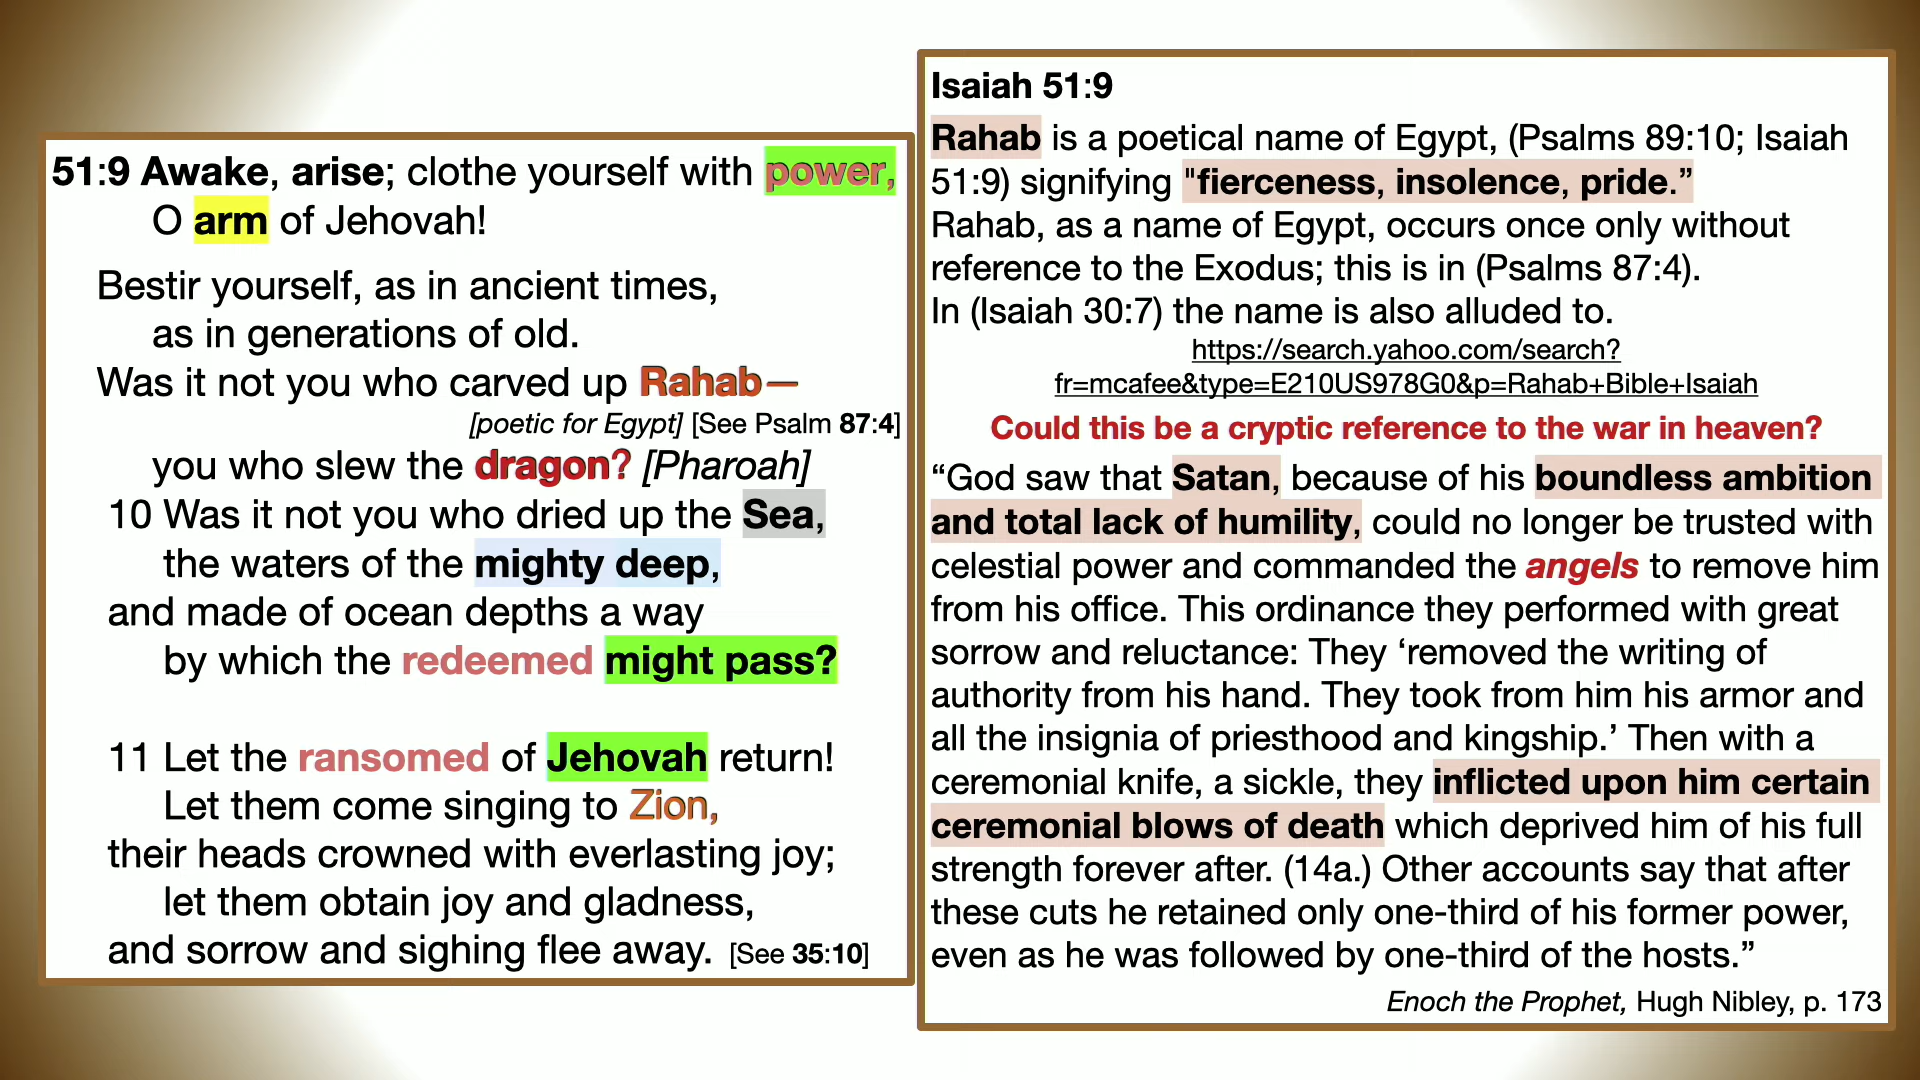 51:9 Awake, arise; clothe yourself with power,
O arm of Jehovah!
Bestir yourself, as in ancient times,
as in generations of old.
Was it not you who carved up Rahab—
[poetic for Egypt] [See Psalm 87:4]
you who slew the dragon? [Pharoah]
10 Was it not you who dried up the Sea,
the waters of the mighty deep,
and made of ocean depths a way
by which the redeemed might pass?
11 Let the ransomed of Jehovah return!
Let them come singing to Zion,
their heads crowned with everlasting joy;
let them obtain joy and gladness,
and sorrow and sighing flee away. [See 35:10]
Isaiah 51:9
Rahab is a poetical name of Egypt, (Psalms 89:10; Isaiah
51:9) signifying "fierceness, insolence, pride.”
Rahab, as a name of Egypt, occurs once only without
reference to the Exodus; this is in (Psalms 87:4).
In (Isaiah 30:7) the name is also alluded to.
https://search.yahoo.com/search?
fr=mcafee&type=E210US978G0&p=Rahab+Bible+Isaiah
Could this be a cryptic reference to the war in heaven?
“God saw that Satan, because of his boundless ambition
and total lack of humility, could no longer be trusted with
celestial power and commanded the angels to remove him
from his office. This ordinance they performed with great
sorrow and reluctance: They ‘removed the writing of
authority from his hand. They took from him his armor and
all the insignia of priesthood and kingship.’ Then with a
ceremonial knife, a sickle, they inflicted upon him certain
ceremonial blows of death which deprived him of his full
strength forever after. (14a.) Other accounts say that after
these cuts he retained only one-third of his former power,
even as he was followed by one-third of the hosts.”
Enoch the Prophet, Hugh Nibley, p. 173